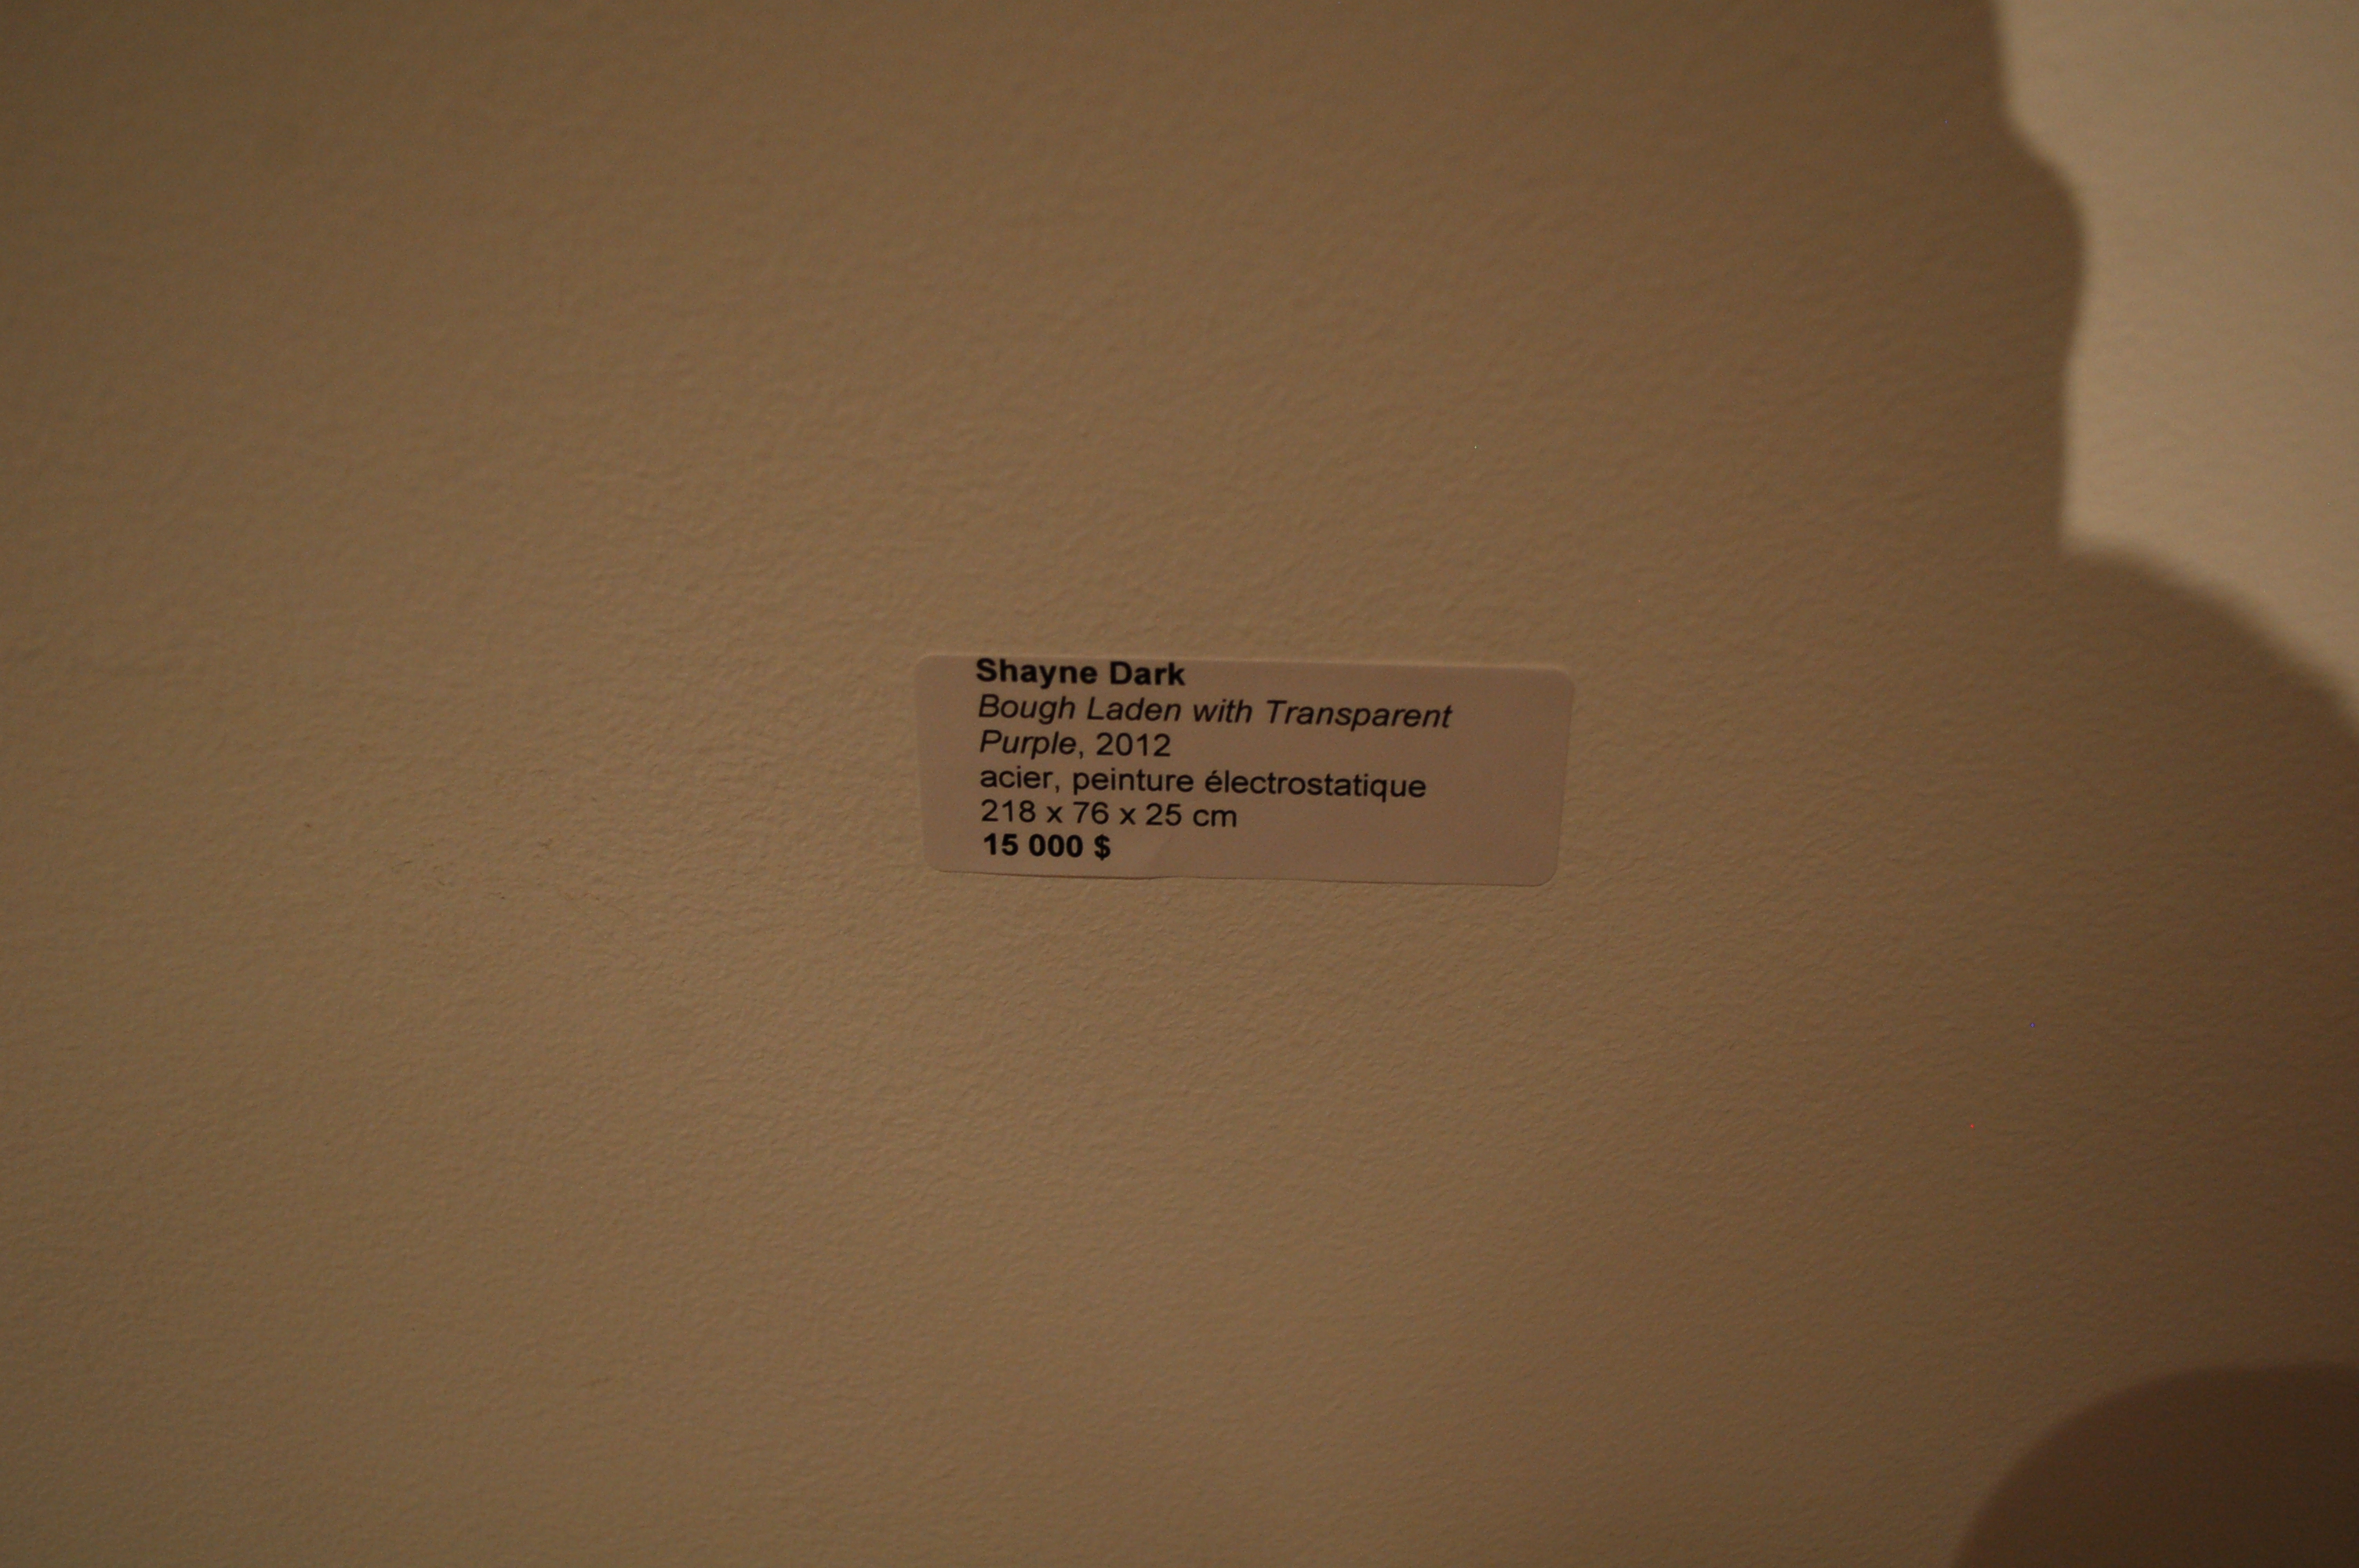 Shayne Dark
Bough Laden with Transparent
Purple, 2012
acier, peinture électrostatique
218 x 76 x 25 cm
15 000 $